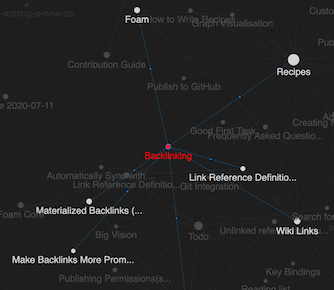 -adding-a-new-co...
Foam
How to Write Recipes
Custo
Graph Visualisation
Pub
Contribution Guide
Recipes
Publish to GitHub
e 2020-07-11
Ad
Creating N
Good First Task
Frequently Asked Questio...
Backlinking
Automatically Sync with ...
Link Reference Definitio...
Link Reference Definitio...
Git Integration
Foam Core
Materialized Backlinks (...
Search for
Todo
Unlinked refer
Wiki Links
Big Vision
Make Backlinks More Prom...
Publishing Permissions(s...
Key Bindings
Reading list